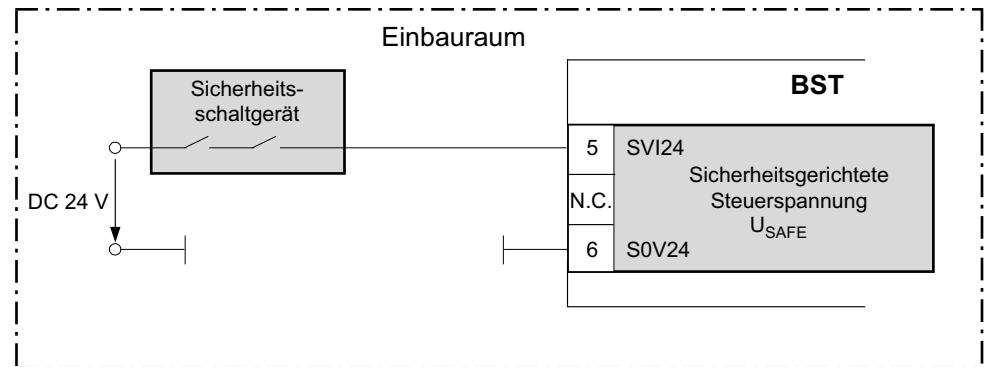 Einbauraum
Sicherheits-
schaltgerät
BST
DC 24 V
5
SVI24
N.C.
Sicherheitsgerichtete
Steuerspannung
USAFE
6
S0V24